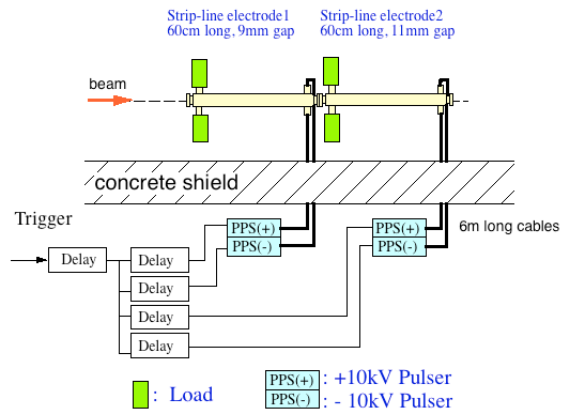 Strip-line electrode1
60cm long, 9mm gap
Strip-line electrode2
60cm long, 11mm gap
beam
concrete shield
Trigger
6m long cables
PPS(+)
PPS(-)
PPS(+)
PPS(-)
Delay
Delay
Delay
Delay
Delay
: Load
PPS(+) : +10kV Pulser
PPS(-) : - 10kV Pulser